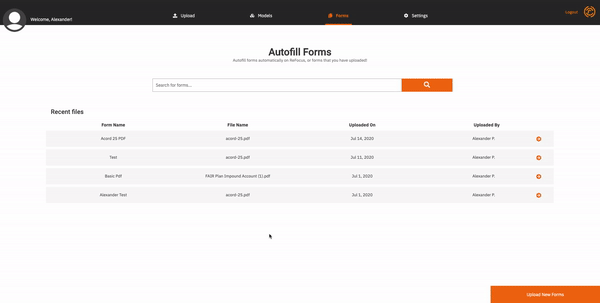 Welcome, Alexander!
Upload
Models
Forms
Settings
Logout
Autofill Forms
Autofill forms automatically on ReFocus, or forms that you have uploaded!
Search for forms...
Recent files
Form Name File Name Uploaded On Uploaded By
Acord 25 PDF acord-25.pdf Jul 14, 2020 Alexander P.
Test acord-25.pdf Jul 11, 2020 Alexander P.
Basic Pdf FAIR Plan Impound Account (1).pdf Jul 1, 2020 Alexander P.
Alexander Test acord-25.pdf Jul 1, 2020 Alexander P.
Upload New Forms